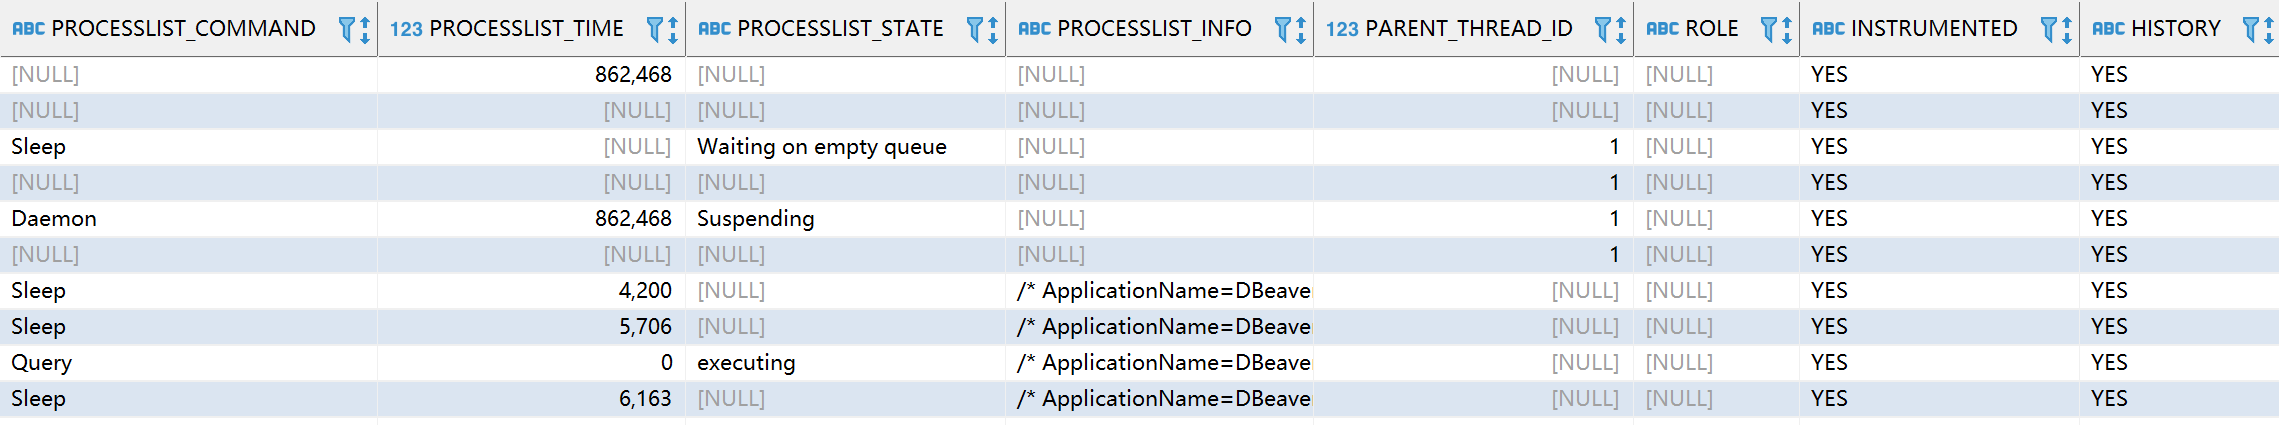 ABC PROCESSLIST_COMMAND 123 PROCESSLIST_TIME ABC PROCESSLIST_STATE ABC PROCESSLIST_INFO 123 PARENT_THREAD_ID ABC ROLE ABC INSTRUMENTED ABC HISTORY
[NULL] 862,468 [NULL] [NULL] [NULL] [NULL] YES YES
[NULL] [NULL] [NULL] [NULL] [NULL] [NULL] YES YES
Sleep [NULL] Waiting on empty queue [NULL] 1 [NULL] YES YES
[NULL] [NULL] [NULL] [NULL] 1 [NULL] YES YES
Daemon 862,468 Suspending [NULL] 1 [NULL] YES YES
[NULL] [NULL] [NULL] [NULL] 1 [NULL] YES YES
Sleep 4,200 [NULL] /* ApplicationName=DBeaver [NULL] [NULL] YES YES
Sleep 5,706 [NULL] /* ApplicationName=DBeaver [NULL] [NULL] YES YES
Query 0 executing /* ApplicationName=DBeaver [NULL] [NULL] YES YES
Sleep 6,163 [NULL] /* ApplicationName=DBeaver [NULL] [NULL] YES YES